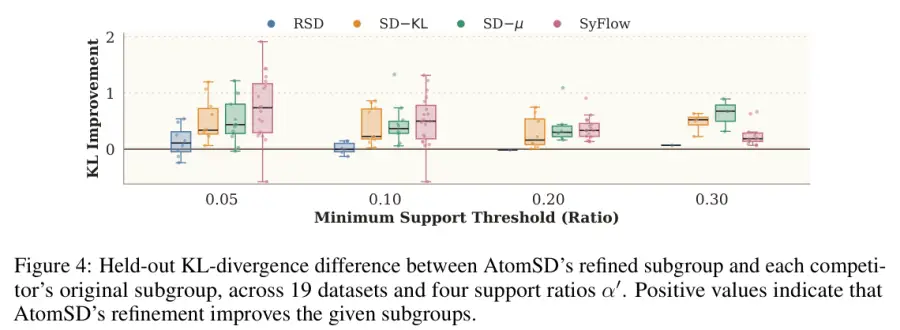 RSD SD−KL SD−μ SyFlow
2
1
0
KL Improvement
0.05 0.10 0.20 0.30
Minimum Support Threshold (Ratio)
Figure 4: Held-out KL-divergence difference between AtomSD's refined subgroup and each competi-
tor's original subgroup, across 19 datasets and four support ratios α′. Positive values indicate that
AtomSD's refinement improves the given subgroups.